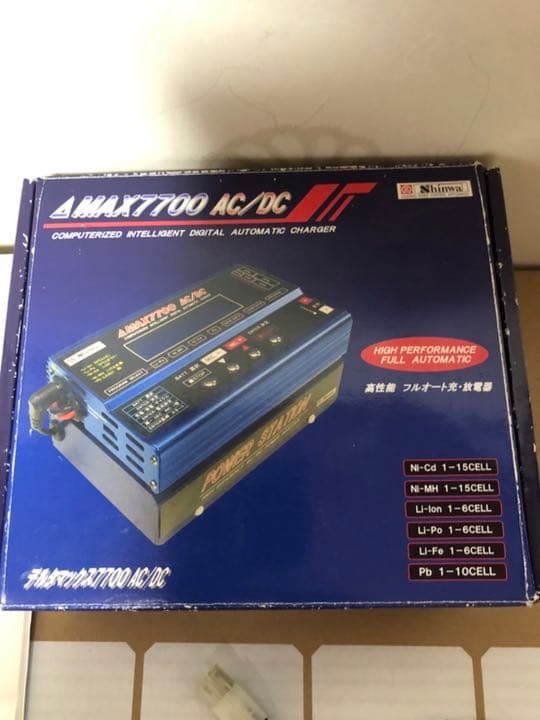 ΔMAX7700 AC/DC
COMPUTERIZED INTELLIGENT DIGITAL AUTOMATIC CHARGER
Shinwa
ΔMAX7700 AC/DC
POWER STATION
HIGH PERFORMANCE
FULL AUTOMATIC
高性能 フルオート充・放電器
Ni-Cd 1-15CELL
Ni-MH 1-15CELL
Li-Ion 1-6CELL
Li-Po 1-6CELL
Li-Fe 1-6CELL
Pb 1-10CELL
デルタマックス7700 AC/DC